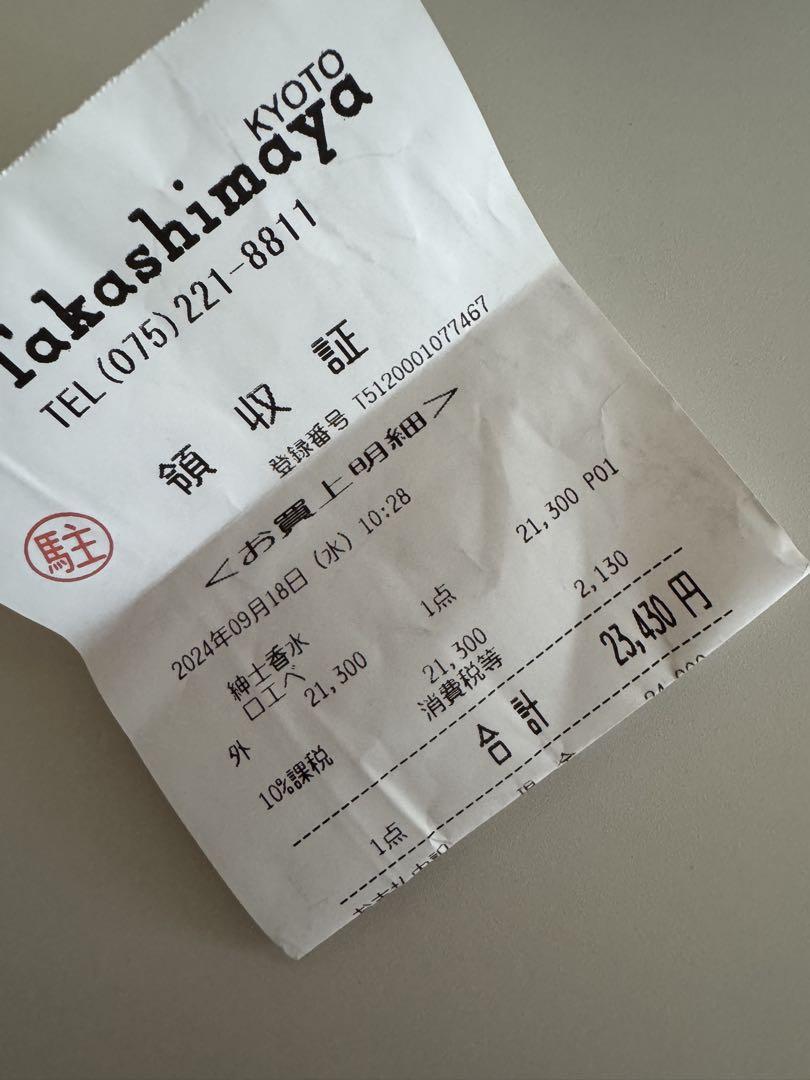 KYOTO
Takashimaya
TEL(075)221-8811
領収証
登録番号 T5120001077467
駐
<お買上明細>
2024年09月18日(水) 10:28
紳士香水
ロエベ 1点 21,300 P01
外 21,300 21,300
10%課税 消費税等 2,130
合計 23,430円
1点